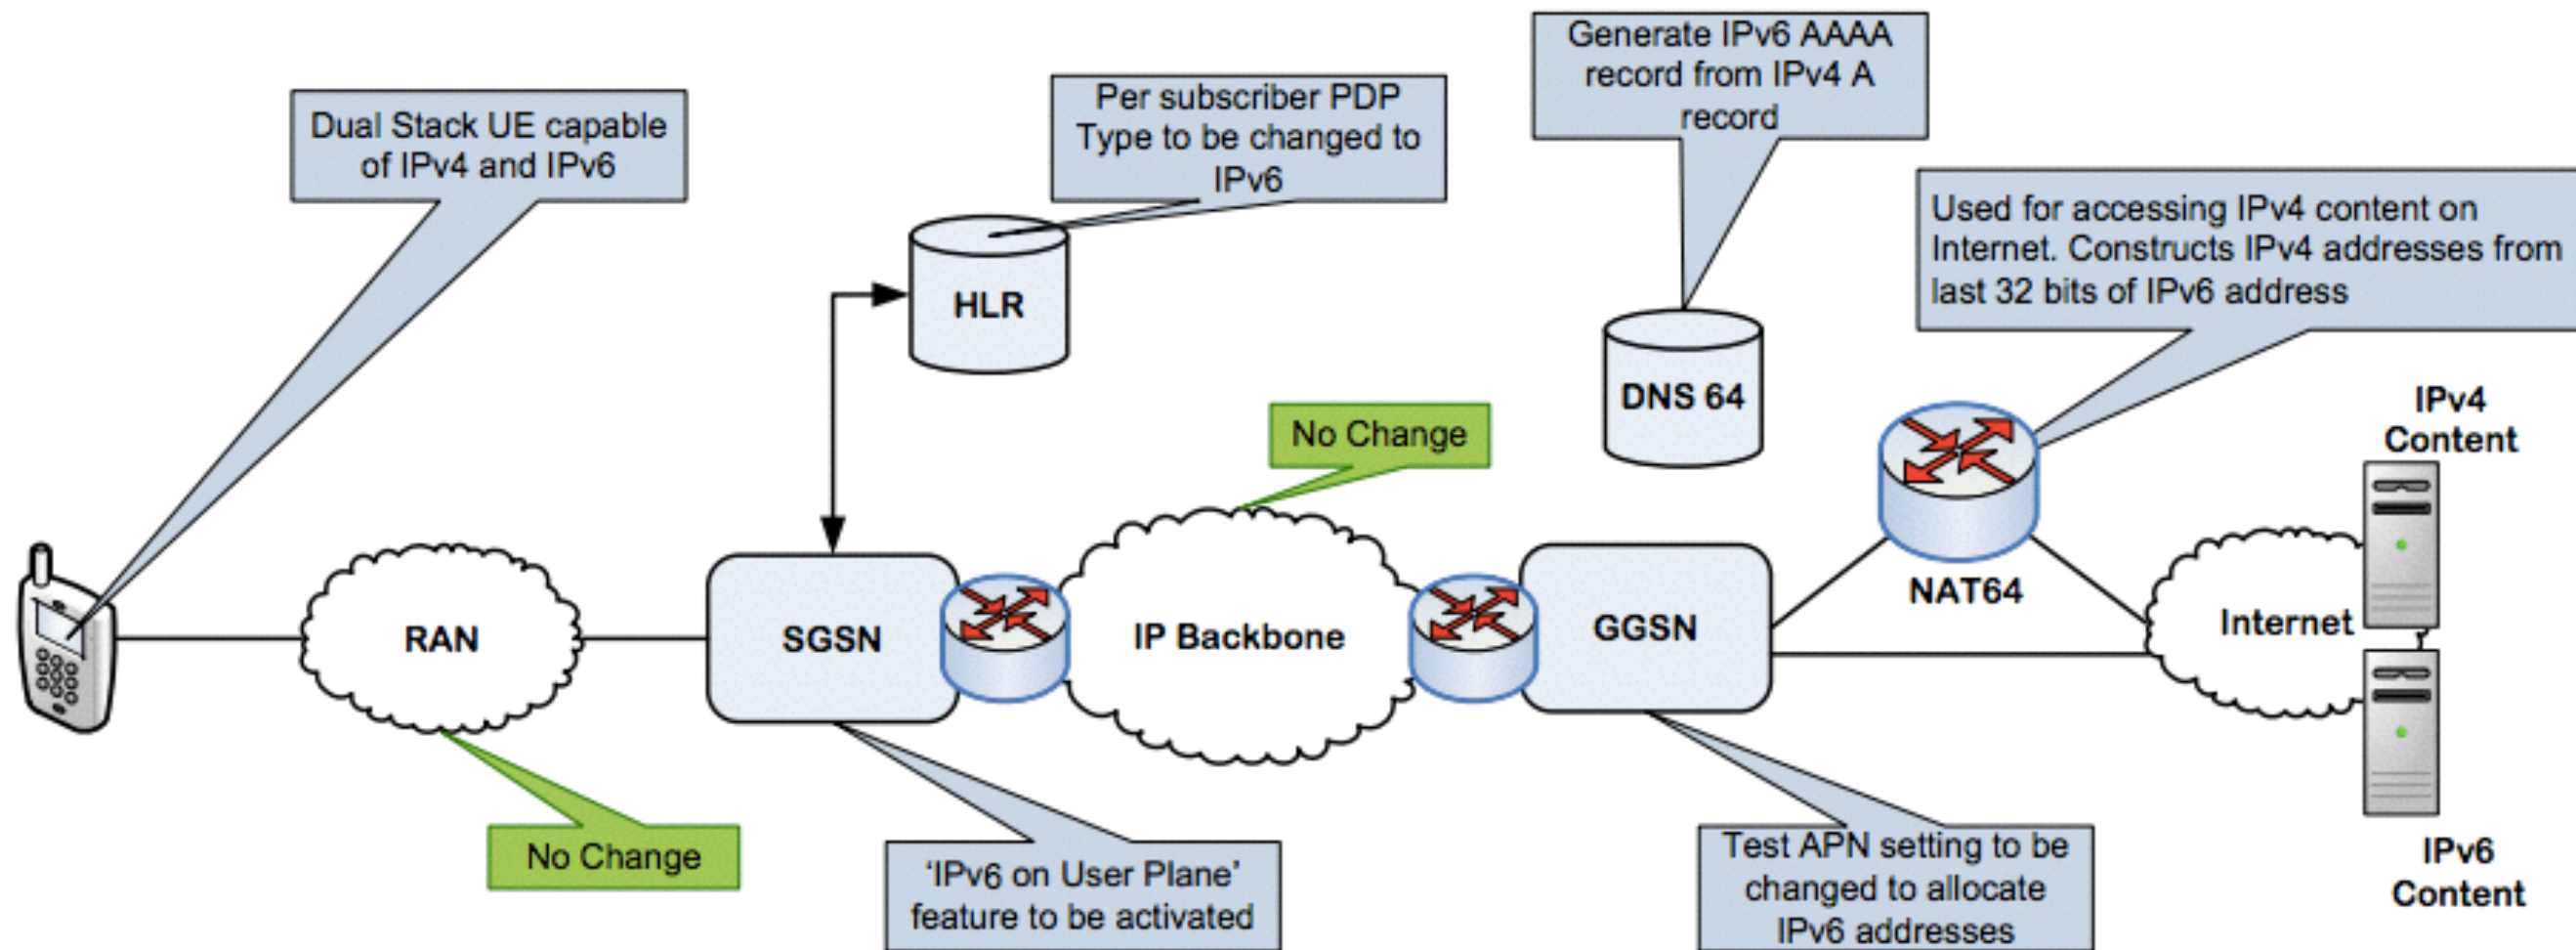 Generate IPv6 AAAA
record from IPv4 A
record
Per subscriber PDP
Type to be changed to
IPv6
Dual Stack UE capable
of IPv4 and IPv6
Used for accessing IPv4 content on
Internet. Constructs IPv4 addresses from
last 32 bits of IPv6 address
HLR
DNS 64
IPv4
Content
No Change
NAT64
RAN
SGSN
IP Backbone
GGSN
Internet
No Change
‘IPv6 on User Plane’
feature to be activated
Test APN setting to be
changed to allocate
IPv6 addresses
IPv6
Content